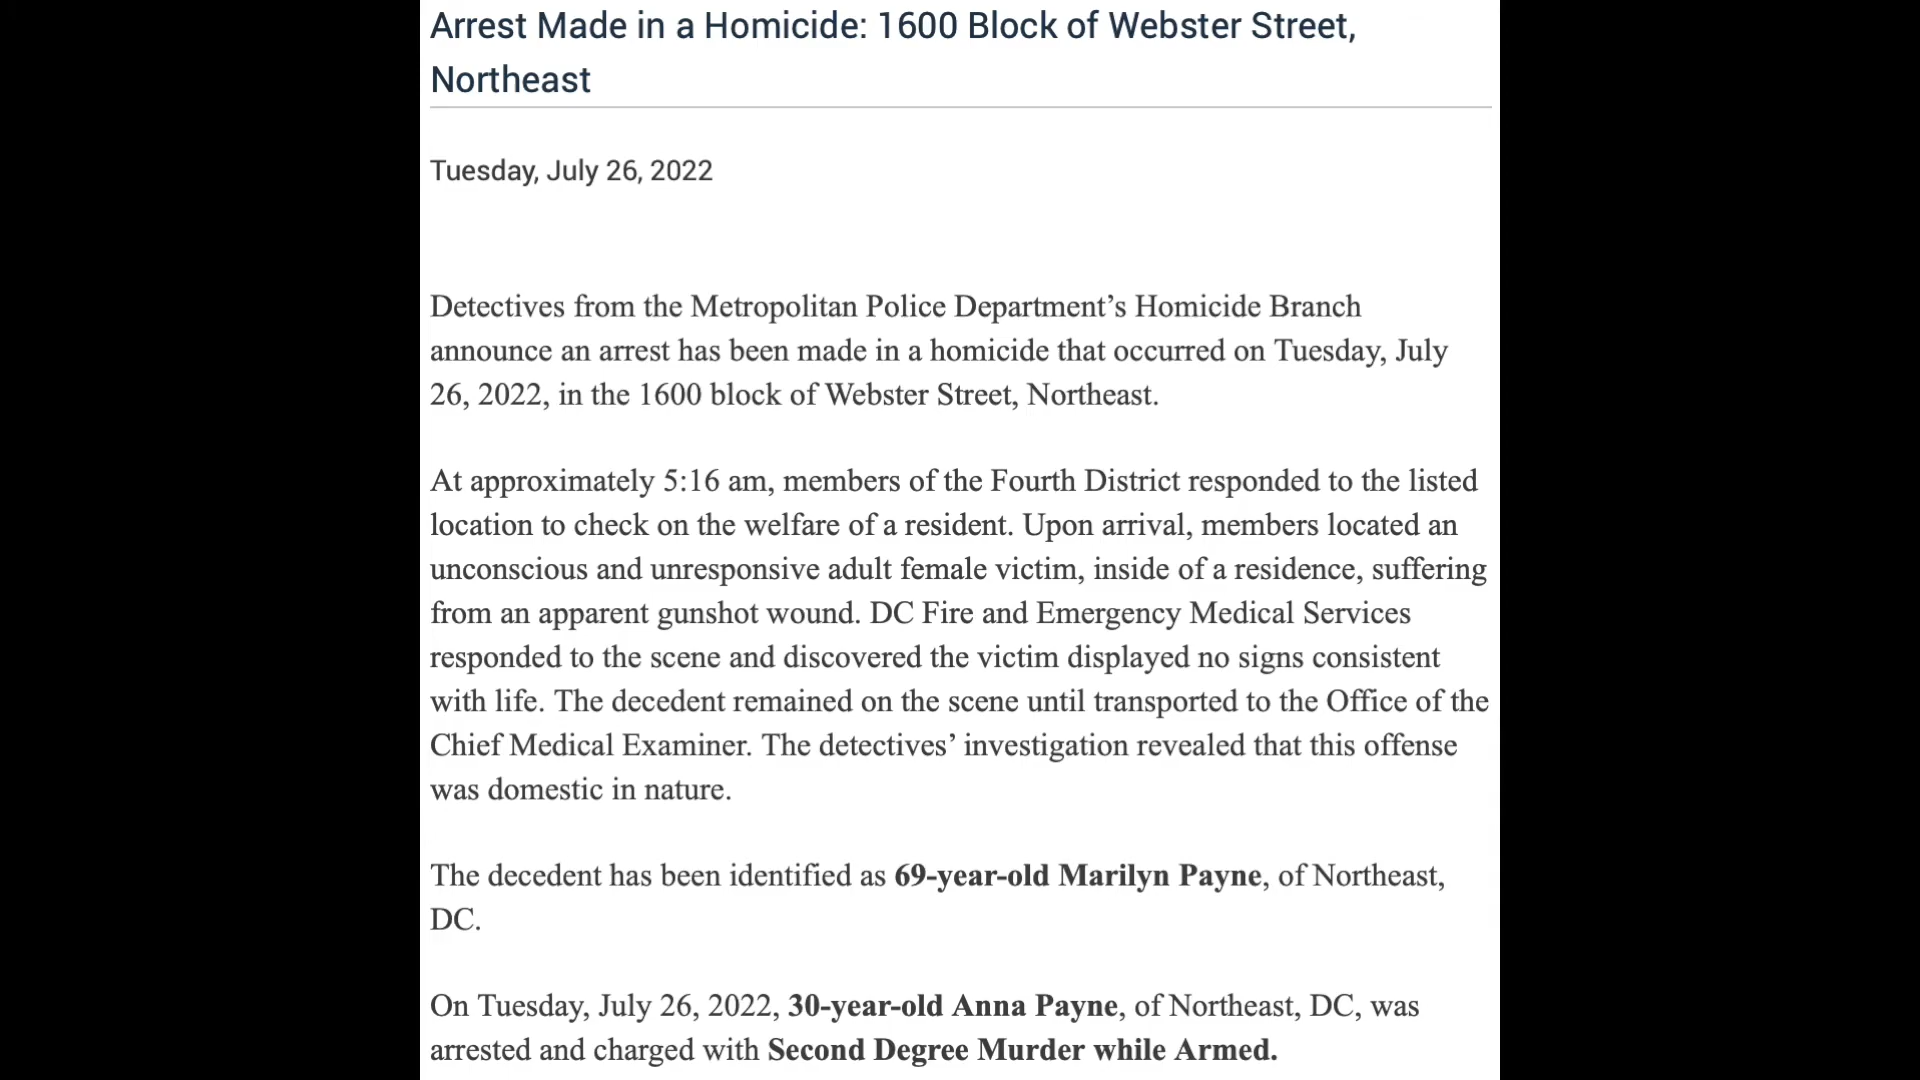 Arrest Made in a Homicide: 1600 Block of Webster Street,
Northeast
Tuesday, July 26, 2022
Detectives from the Metropolitan Police Department’s Homicide Branch
announce an arrest has been made in a homicide that occurred on Tuesday, July
26, 2022, in the 1600 block of Webster Street, Northeast.
At approximately 5:16 am, members of the Fourth District responded to the listed
location to check on the welfare of a resident. Upon arrival, members located an
unconscious and unresponsive adult female victim, inside of a residence, suffering
from an apparent gunshot wound. DC Fire and Emergency Medical Services
responded to the scene and discovered the victim displayed no signs consistent
with life. The decedent remained on the scene until transported to the Office of the
Chief Medical Examiner. The detectives’ investigation revealed that this offense
was domestic in nature.
The decedent has been identified as 69-year-old Marilyn Payne, of Northeast,
DC.
On Tuesday, July 26, 2022, 30-year-old Anna Payne, of Northeast, DC, was
arrested and charged with Second Degree Murder while Armed.